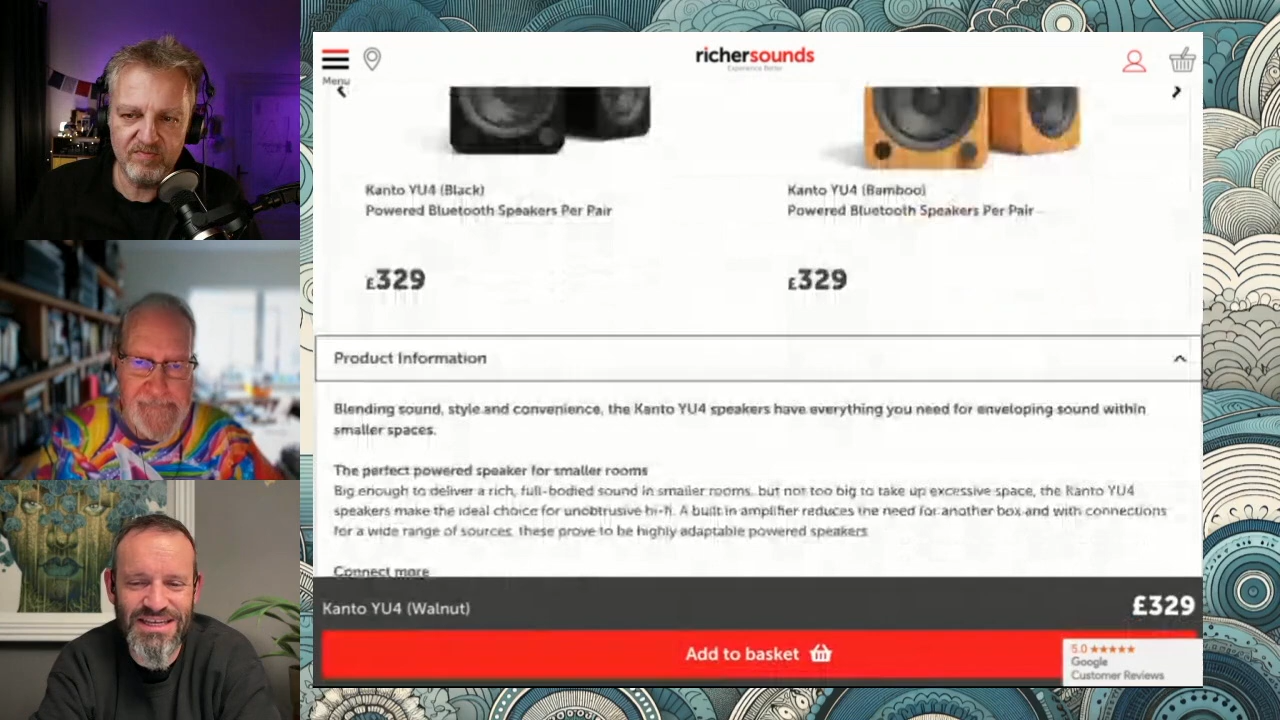 richersounds
Experience Better
Menu
Kanto YU4 (Black)
Powered Bluetooth Speakers Per Pair
£329
Kanto YU4 (Bamboo)
Powered Bluetooth Speakers Per Pair
£329
Product Information
Blending sound, style and convenience, the Kanto YU4 speakers have everything you need for enveloping sound within
smaller spaces.
The perfect powered speaker for smaller rooms
Big enough to deliver a rich, full-bodied sound in smaller rooms, but not too big to take up excessive space, the Kanto YU4
speakers make the ideal choice for unobtrusive hi-fi. A built in amplifier reduces the need for another box and with connections
for a wide range of sources, these prove to be highly adaptable powered speakers
Connect more
Kanto YU4 (Walnut)
£329
Add to basket
5.0 ★★★★★
Google
Customer Reviews